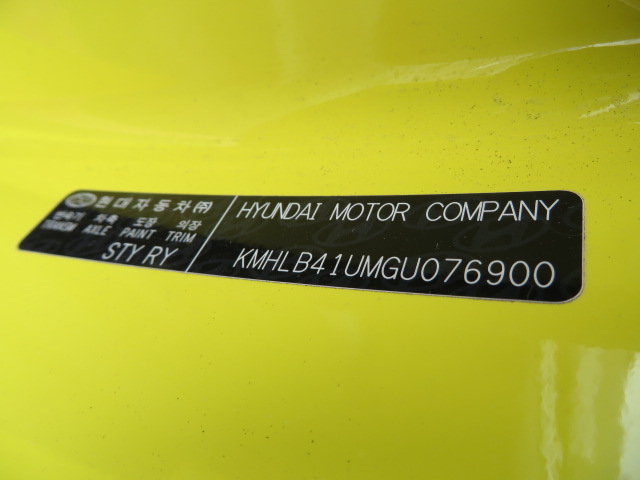 현대자동차㈜
변속기 차축 도장 의장
TRANSM AXLE PAINT TRIM
STY RY
HYUNDAI MOTOR COMPANY
KMHLB41UMGU076900